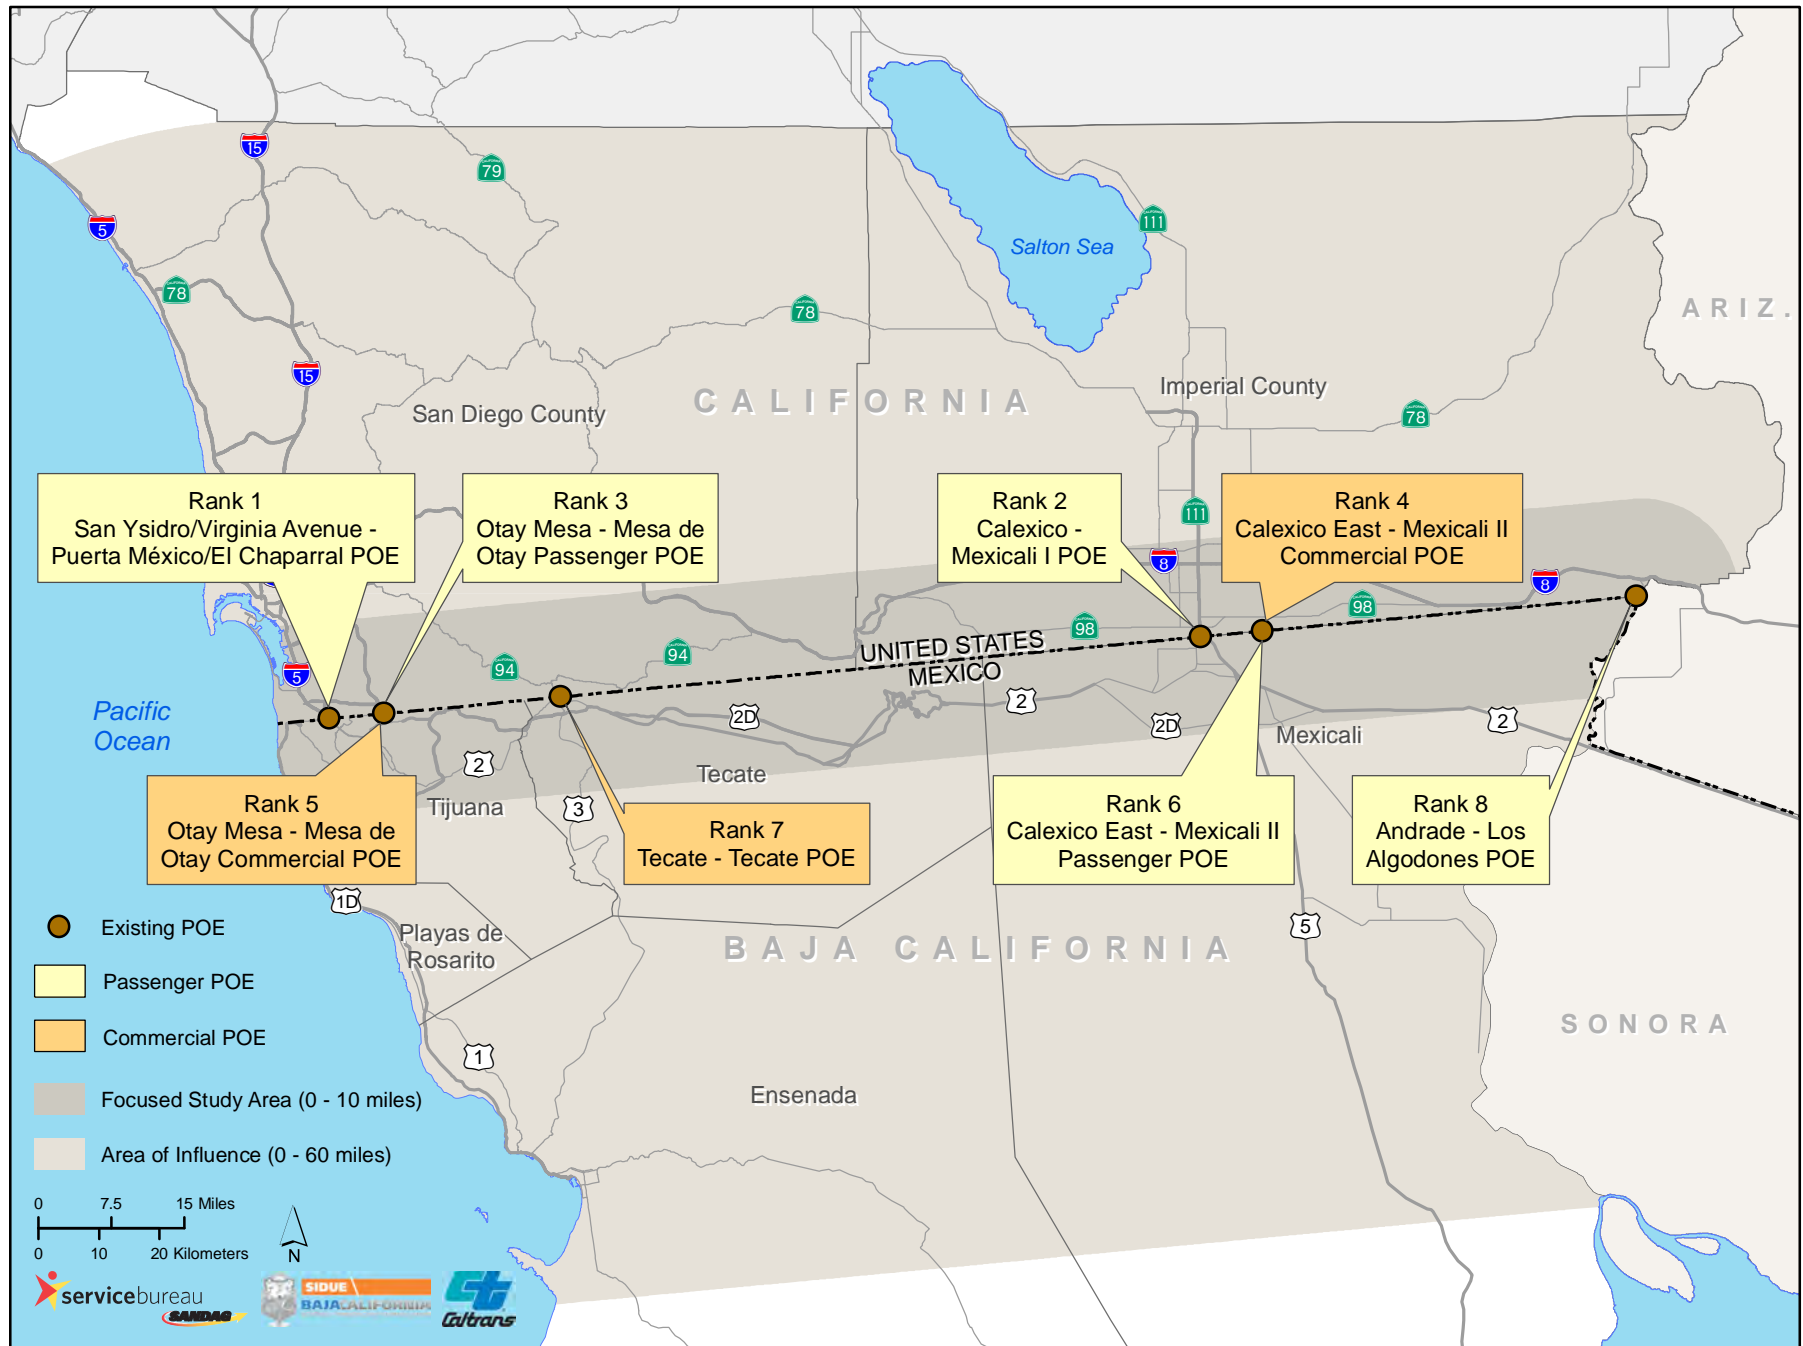 15
79
5
111
Salton Sea
78
78
ARIZ.
15
Imperial County
CALIFORNIA
San Diego County
78
Rank 1
San Ysidro/Virginia Avenue -
Puerta México/El Chaparral POE
Rank 3
Otay Mesa - Mesa de
Otay Passenger POE
Rank 2
Calexico -
Mexicali I POE
111
Rank 4
Calexico East - Mexicali II
Commercial POE
8
8
98
98
UNITED STATES
MEXICO
94
94
5
Pacific
Ocean
2
2D
2
2D
2
Mexicali
Tecate
Tijuana
3
Rank 5
Otay Mesa - Mesa de
Otay Commercial POE
Rank 7
Tecate - Tecate POE
Rank 6
Calexico East - Mexicali II
Passenger POE
Rank 8
Andrade - Los
Algodones POE
1D
5
Playas de
Rosarito
BAJA CALIFORNIA
SONORA
1
Ensenada
Existing POE
Passenger POE
Commercial POE
Focused Study Area (0 - 10 miles)
Area of Influence (0 - 60 miles)
0 7.5 15 Miles
0 10 20 Kilometers
N
servicebureau
SANDAG
SIDUE
BAJACALIFORNIA
ct
Caltrans